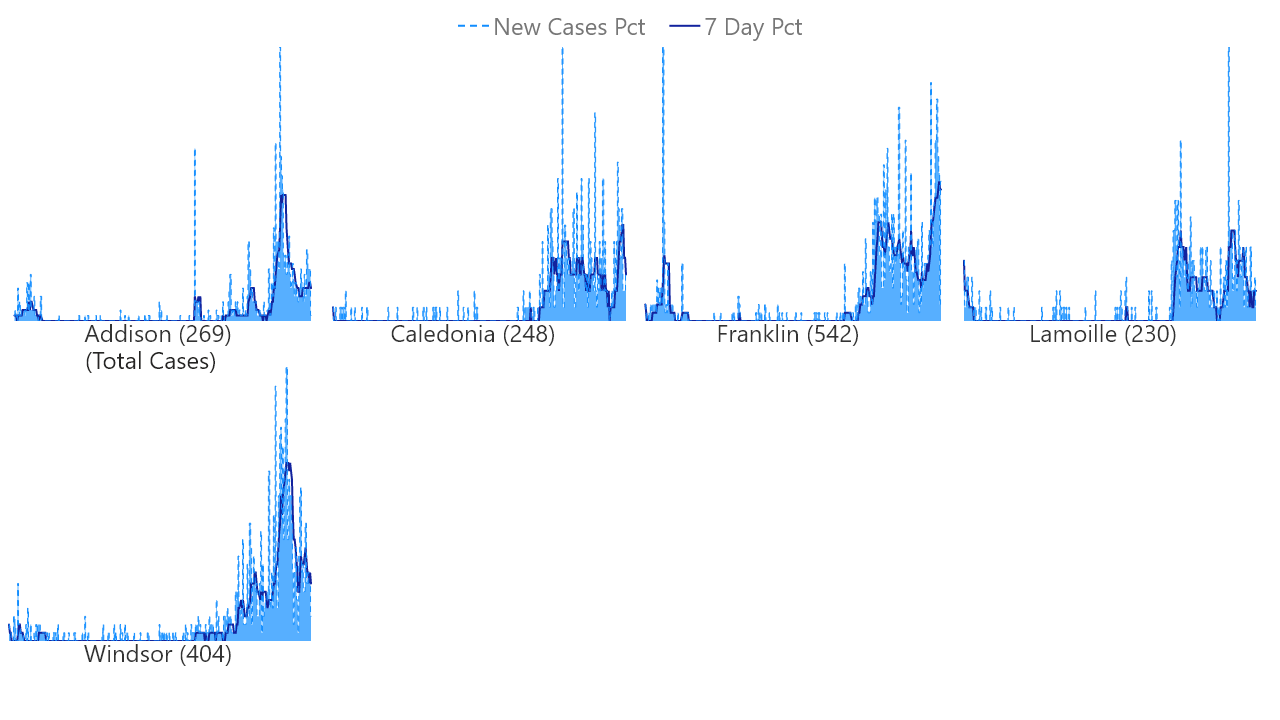 New Cases Pct 7 Day Pct
Addison (269)
(Total Cases)
Caledonia (248)
Franklin (542)
Lamoille (230)
Windsor (404)